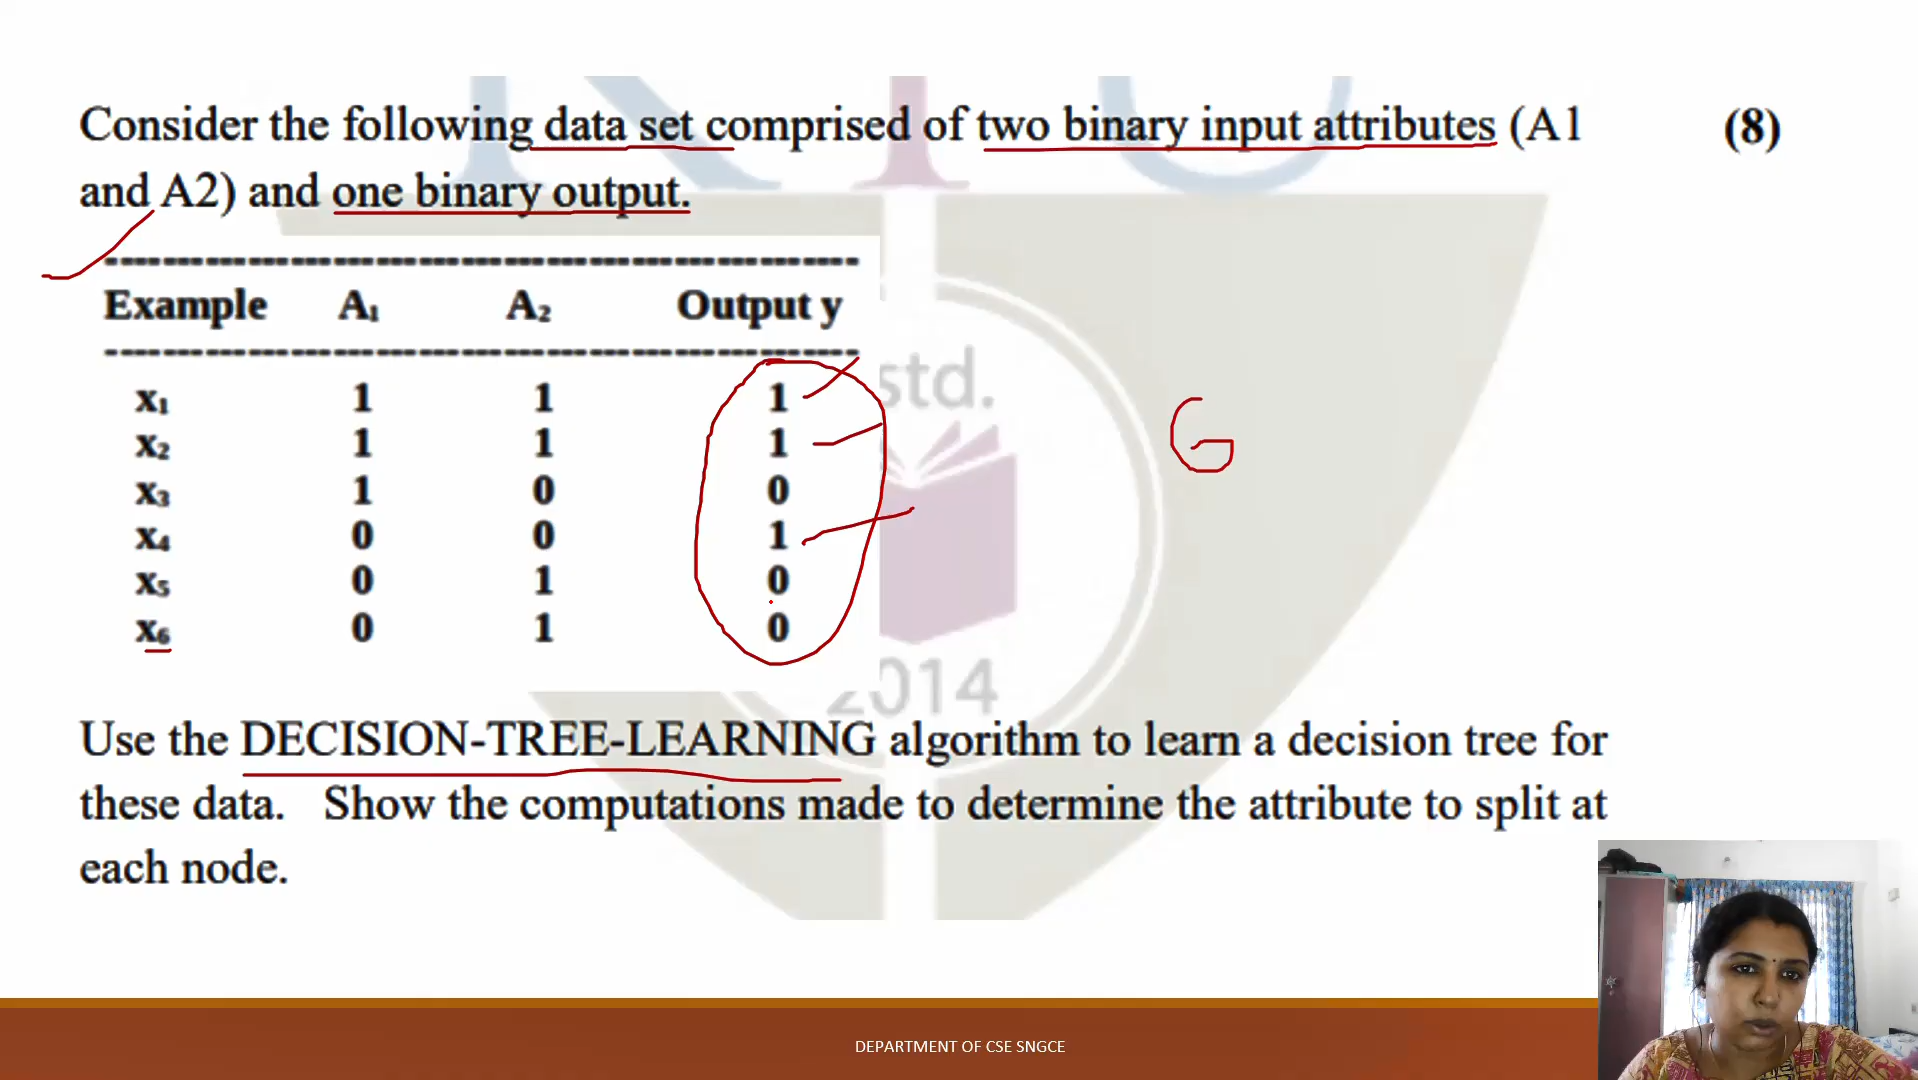 Consider the following data set comprised of two binary input attributes (A1 (8)
and A2) and one binary output.
Example A₁ A₂ Output y
x₁ 1 1 1
x₂ 1 1 1
x₃ 1 0 0
x₄ 0 0 1
x₅ 0 1 0
x₆ 0 1 0
std.
6
2014
Use the DECISION-TREE-LEARNING algorithm to learn a decision tree for
these data. Show the computations made to determine the attribute to split at
each node.
DEPARTMENT OF CSE SNGCE